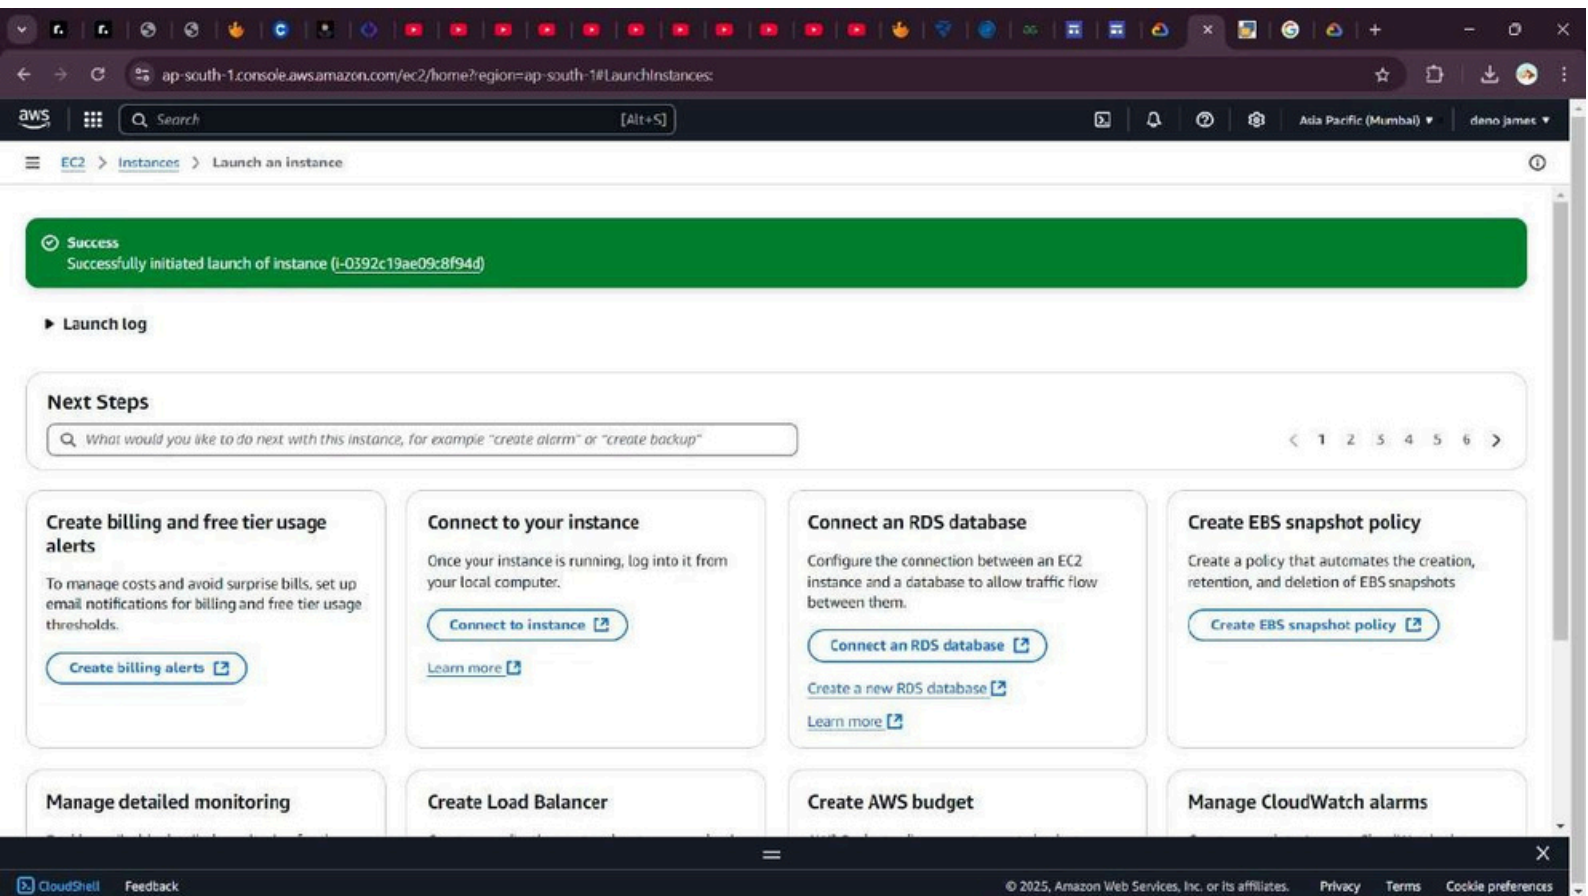 ap-south-1.console.aws.amazon.com/ec2/home?region=ap-south-1#LaunchInstances:
aws
Search
[Alt+S]
Asia Pacific (Mumbai)
deno james
EC2 > Instances > Launch an instance
Success
Successfully initiated launch of instance (i-0392c19ae09c8f94d)
Launch log
Next Steps
What would you like to do next with this instance, for example "create alarm" or "create backup"
1 2 3 4 5 6
Create billing and free tier usage
alerts
To manage costs and avoid surprise bills, set up
email notifications for billing and free tier usage
thresholds.
Create billing alerts
Connect to your instance
Once your instance is running, log into it from
your local computer.
Connect to instance
Learn more
Connect an RDS database
Configure the connection between an EC2
instance and a database to allow traffic flow
between them.
Connect an RDS database
Create a new RDS database
Learn more
Create EBS snapshot policy
Create a policy that automates the creation,
retention, and deletion of EBS snapshots
Create EBS snapshot policy
Manage detailed monitoring
Create Load Balancer
Create AWS budget
Manage CloudWatch alarms
CloudShell
Feedback
© 2025, Amazon Web Services, Inc. or its affiliates.
Privacy
Terms
Cookie preferences